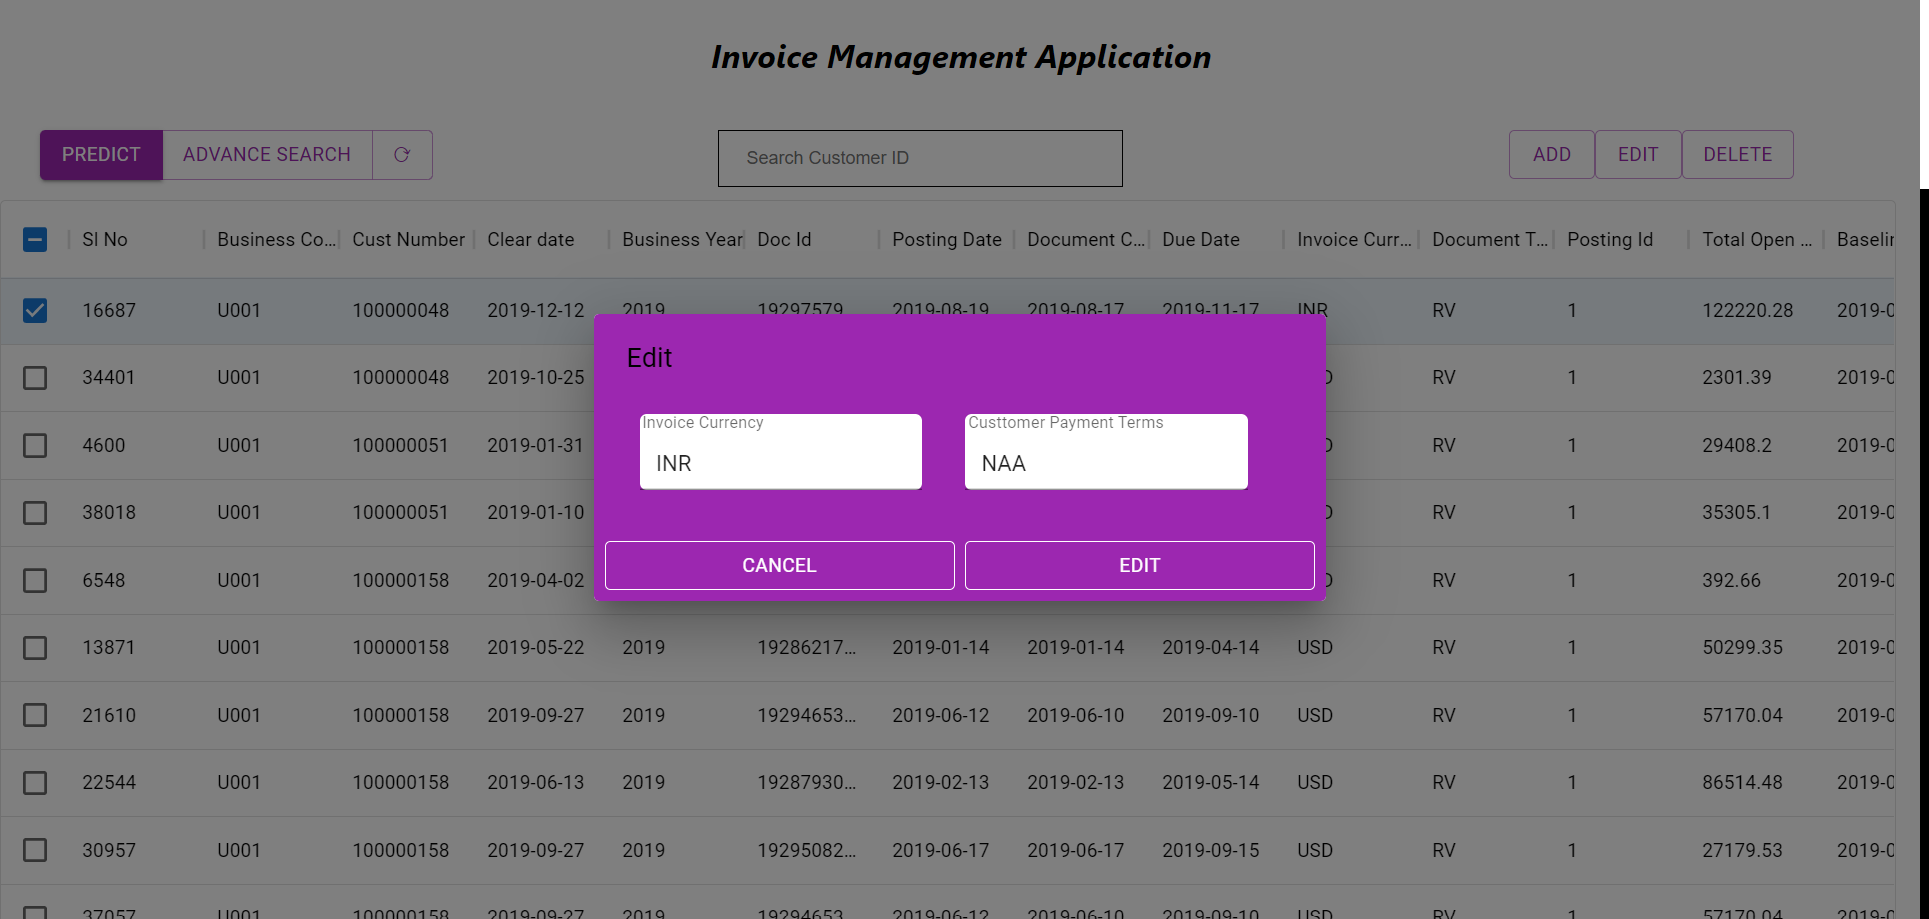 Invoice Management Application
PREDICT ADVANCE SEARCH Search Customer ID ADD EDIT DELETE
Sl No Business Co... Cust Number Clear date Business Year Doc Id Posting Date Document C... Due Date Invoice Curr... Document T... Posting Id Total Open ... Baselin
16687 U001 100000048 2019-12-12 2019 19297579 2019-08-19 2019-08-17 2019-11-17 INR RV 1 122220.28 2019-0
Edit
34401 U001 100000048 2019-10-25 RV 1 2301.39 2019-0
Invoice Currency Custtomer Payment Terms
4600 U001 100000051 2019-01-31 RV 1 29408.2 2019-0
INR NAA
38018 U001 100000051 2019-01-10 RV 1 35305.1 2019-0
CANCEL EDIT
6548 U001 100000158 2019-04-02 RV 1 392.66 2019-0
13871 U001 100000158 2019-05-22 2019 19286217... 2019-01-14 2019-01-14 2019-04-14 USD RV 1 50299.35 2019-0
21610 U001 100000158 2019-09-27 2019 19294653... 2019-06-12 2019-06-10 2019-09-10 USD RV 1 57170.04 2019-0
22544 U001 100000158 2019-06-13 2019 19287930... 2019-02-13 2019-02-13 2019-05-14 USD RV 1 86514.48 2019-0
30957 U001 100000158 2019-09-27 2019 19295082... 2019-06-17 2019-06-17 2019-09-15 USD RV 1 27179.53 2019-0
37057 U001 100000158 2019-09-27 2019 19294653... 2019-06-12 2019-06-10 2019-09-10 USD RV 1 57170.04 2019-0